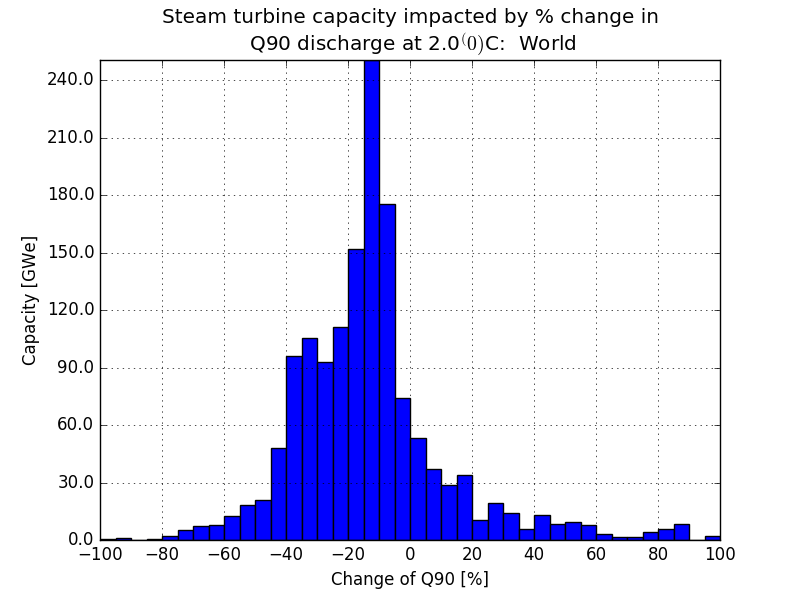 Steam turbine capacity impacted by % change in
Q90 discharge at 2.0⁽⁰⁾C:  World
240.0
210.0
180.0
150.0
120.0
90.0
60.0
30.0
0.0
Capacity [GWe]
−100 −80 −60 −40 −20 0 20 40 60 80 100
Change of Q90 [%]